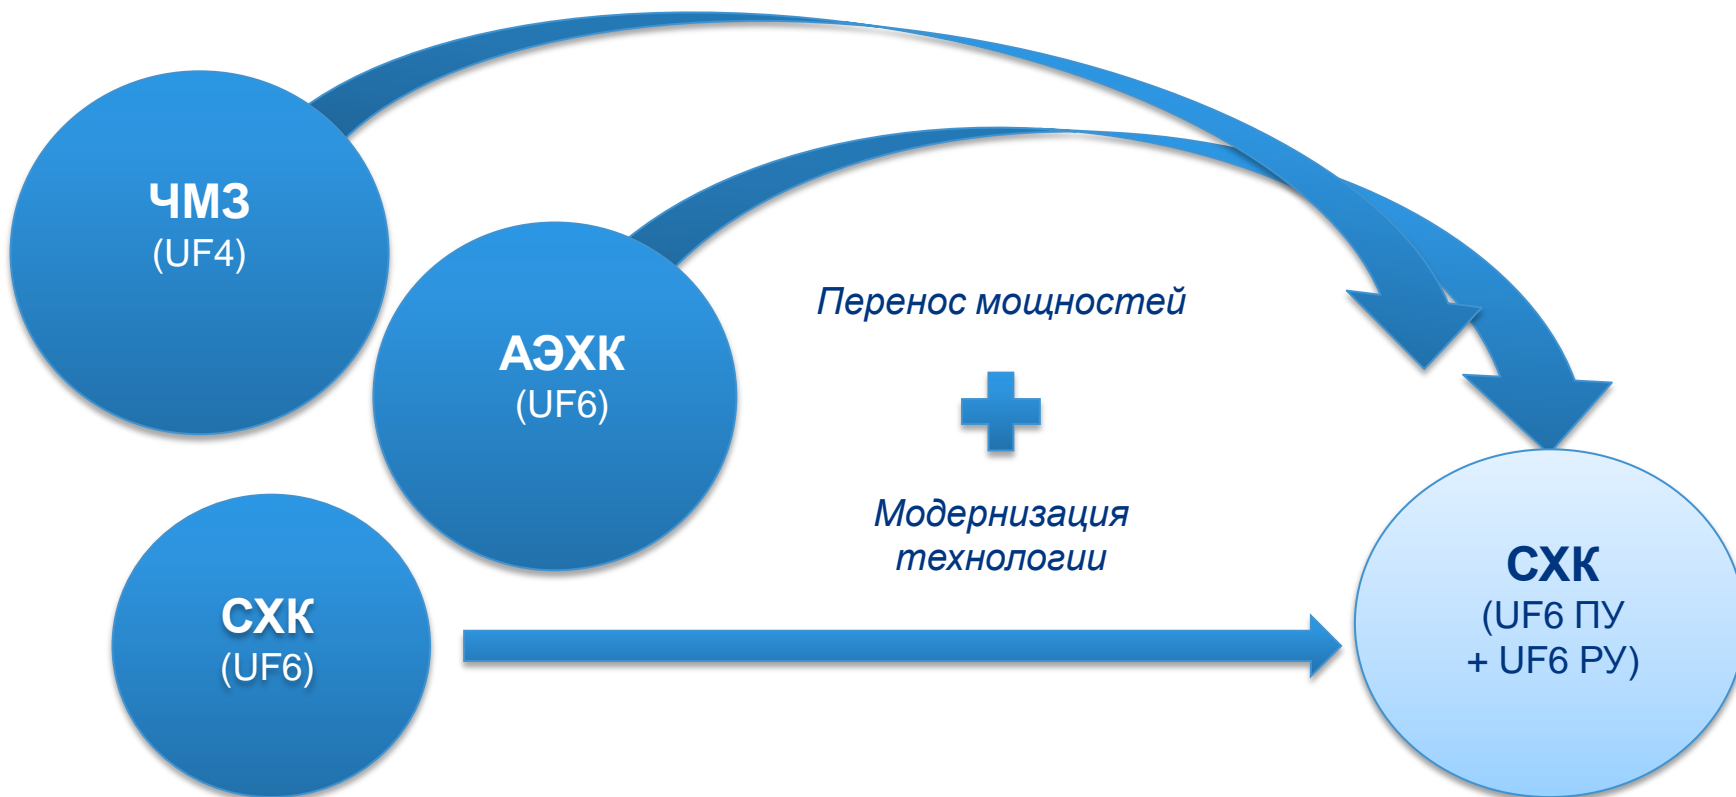 ЧМЗ
(UF4)
АЭХК
(UF6)
СХК
(UF6)
Перенос мощностей
Модернизация
технологии
СХК
(UF6 ПУ
+ UF6 РУ)